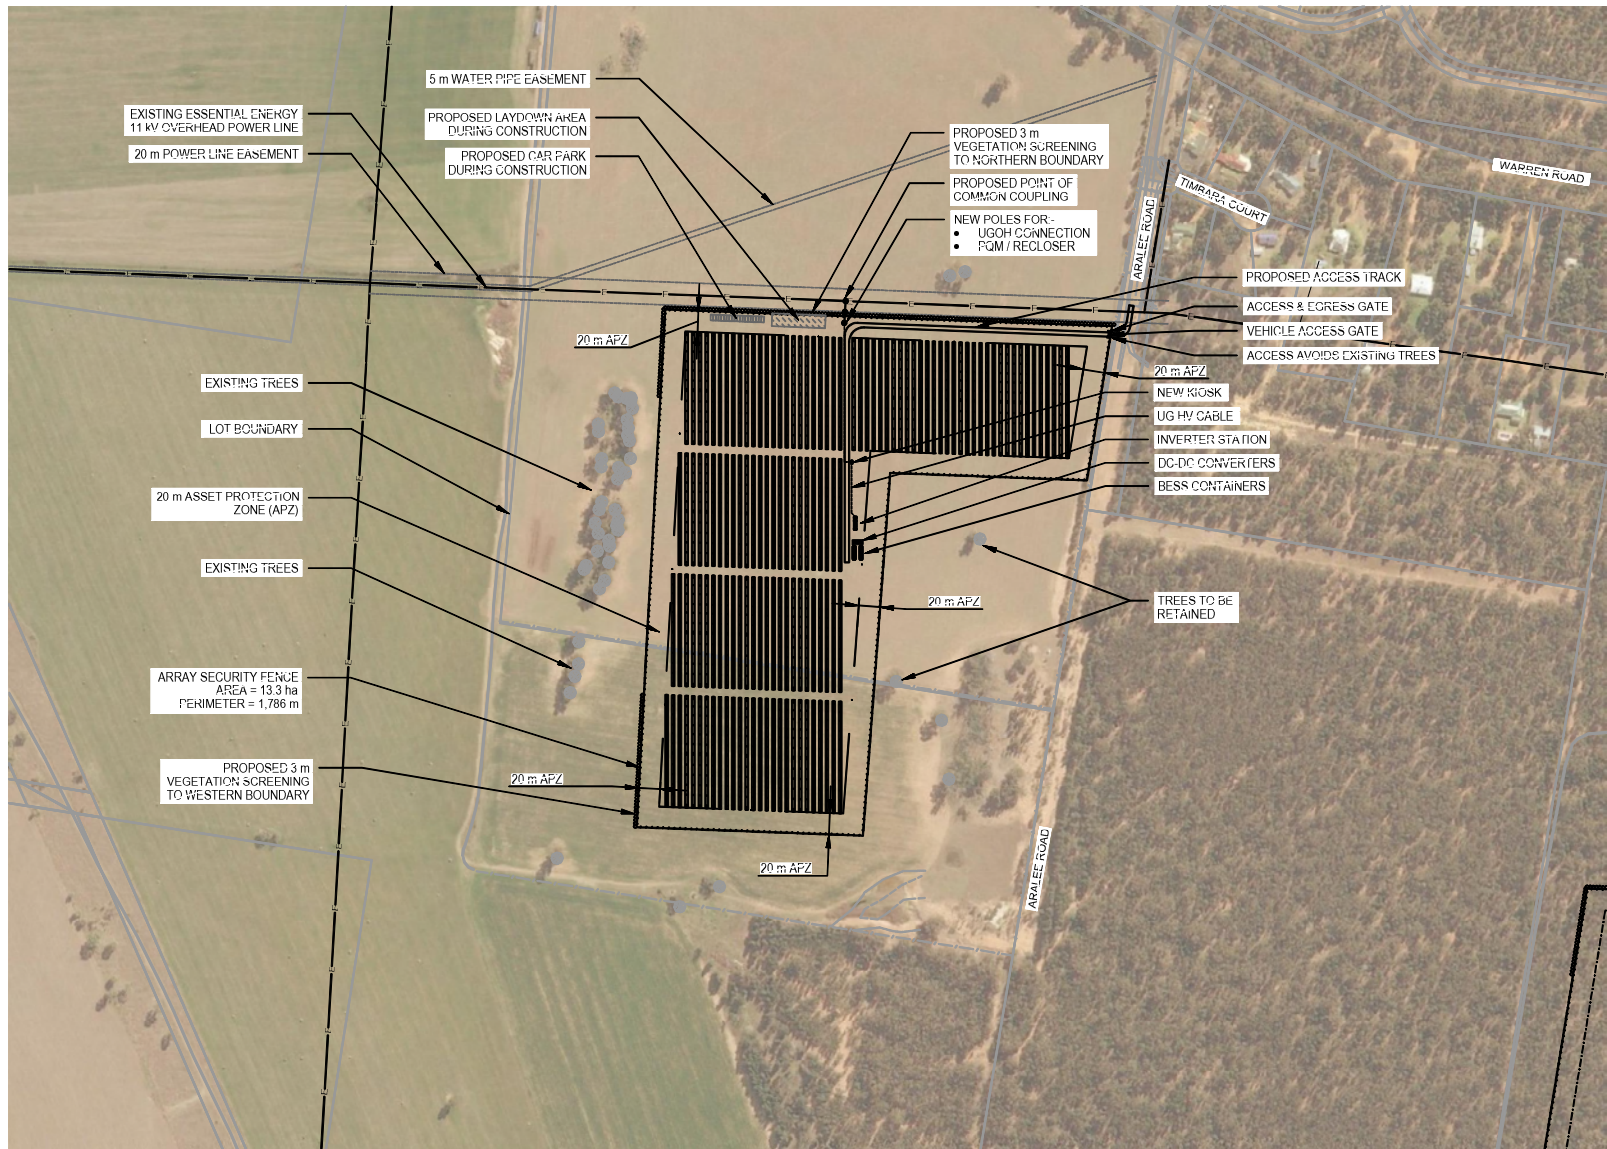 5 m WATER PIPE EASEMENT
EXISTING ESSENTIAL ENERGY
11 kV OVERHEAD POWER LINE
20 m POWER LINE EASEMENT
PROPOSED LAYDOWN AREA
DURING CONSTRUCTION
PROPOSED CAR PARK
DURING CONSTRUCTION
PROPOSED 3 m
VEGETATION SCREENING
TO NORTHERN BOUNDARY
PROPOSED POINT OF
COMMON COUPLING
NEW POLES FOR:-
• UGOH CONNECTION
• PQM / RECLOSER
WARREN ROAD
TIMBARA COURT
ARALEE ROAD
PROPOSED ACCESS TRACK
ACCESS & EGRESS GATE
VEHICLE ACCESS GATE
ACCESS AVOIDS EXISTING TREES
20 m APZ
20 m APZ
NEW KIOSK
UG HV CABLE
INVERTER STATION
DC-DC CONVERTERS
BESS CONTAINERS
EXISTING TREES
LOT BOUNDARY
20 m ASSET PROTECTION
ZONE (APZ)
EXISTING TREES
20 m APZ
TREES TO BE
RETAINED
ARRAY SECURITY FENCE
AREA = 13.3 ha
PERIMETER = 1,786 m
PROPOSED 3 m
VEGETATION SCREENING
TO WESTERN BOUNDARY
20 m APZ
20 m APZ
ARALEE ROAD